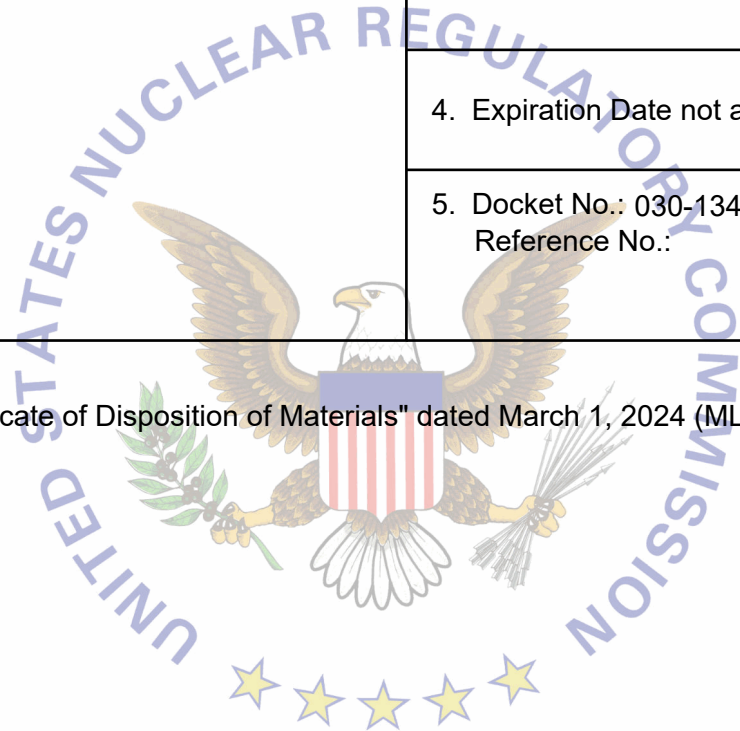 UNITED STATES NUCLEAR REGULATORY COMMISSION
4. Expiration Date not a
5. Docket No.: 030-134
Reference No.:
cate of Disposition of Materials" dated March 1, 2024 (ML